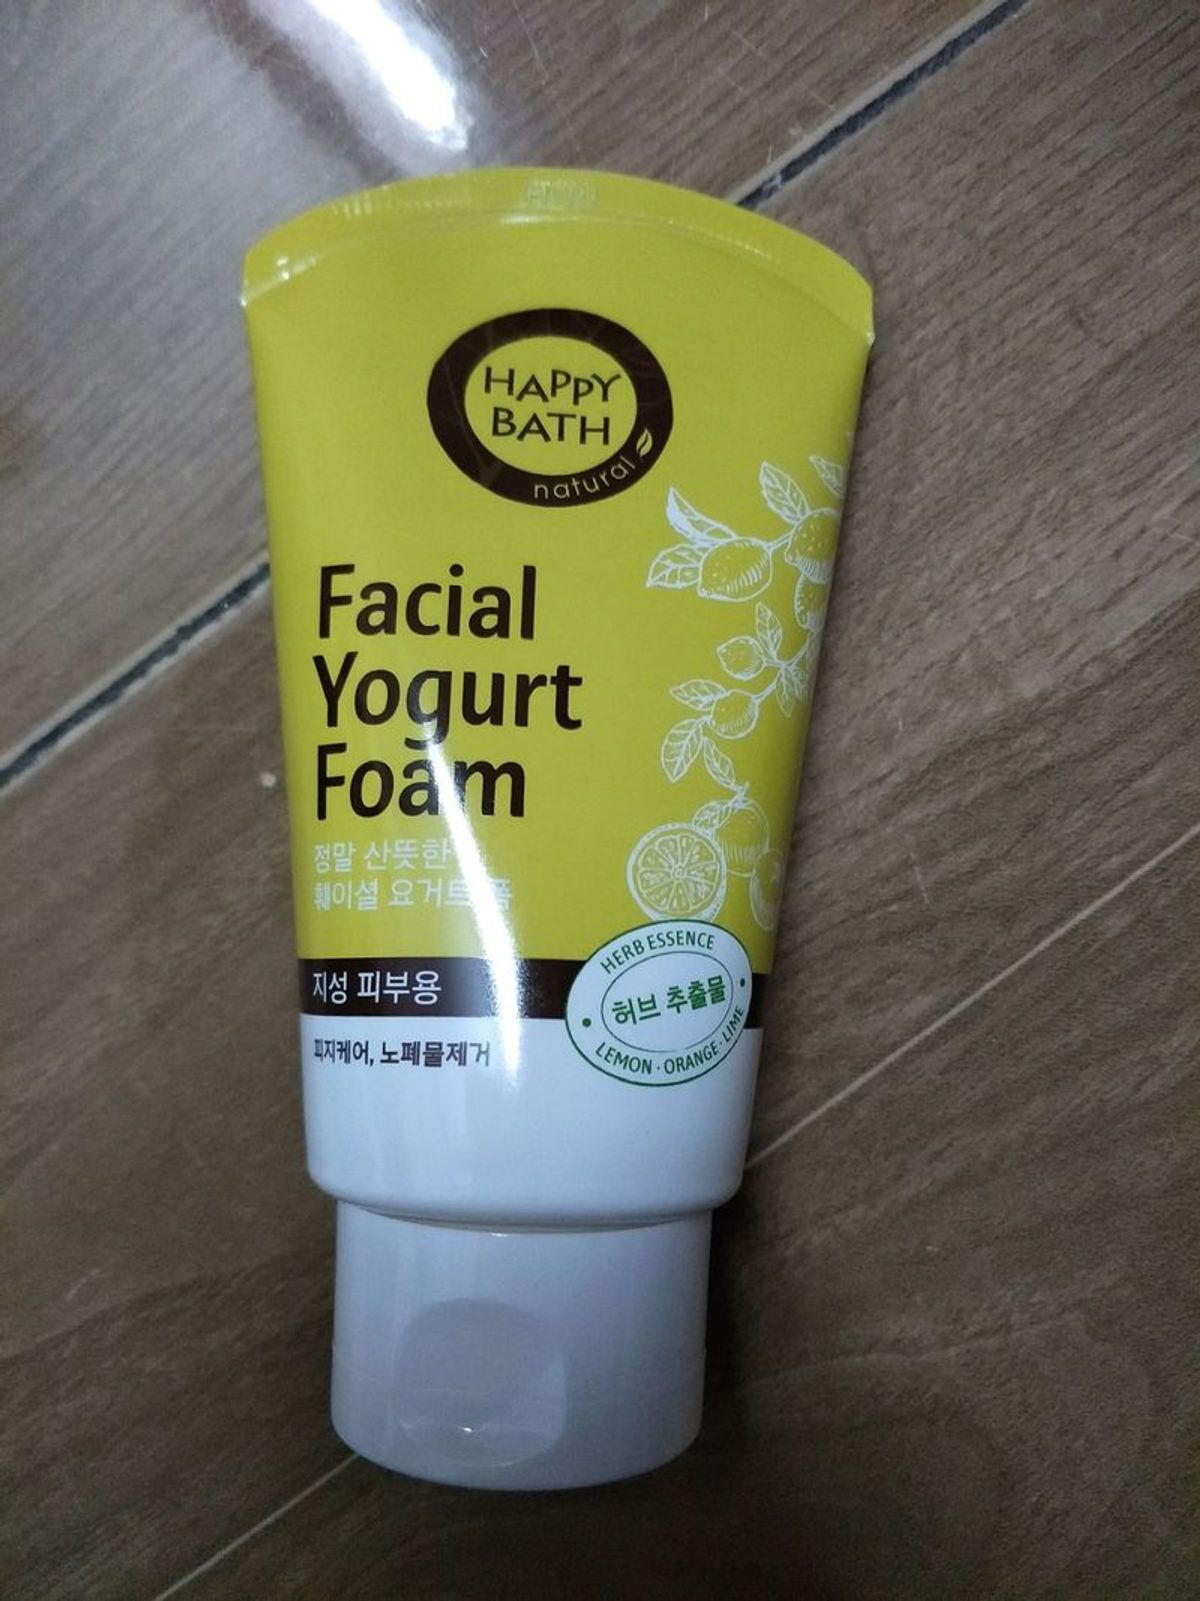 HAPPY
BATH
natural
Facial
Yogurt
Foam
정말 산뜻한
훼이셜 요거트 폼
지성 피부용
피지케어, 노폐물제거
HERB ESSENCE
허브 추출물
LEMON · ORANGE · LIME